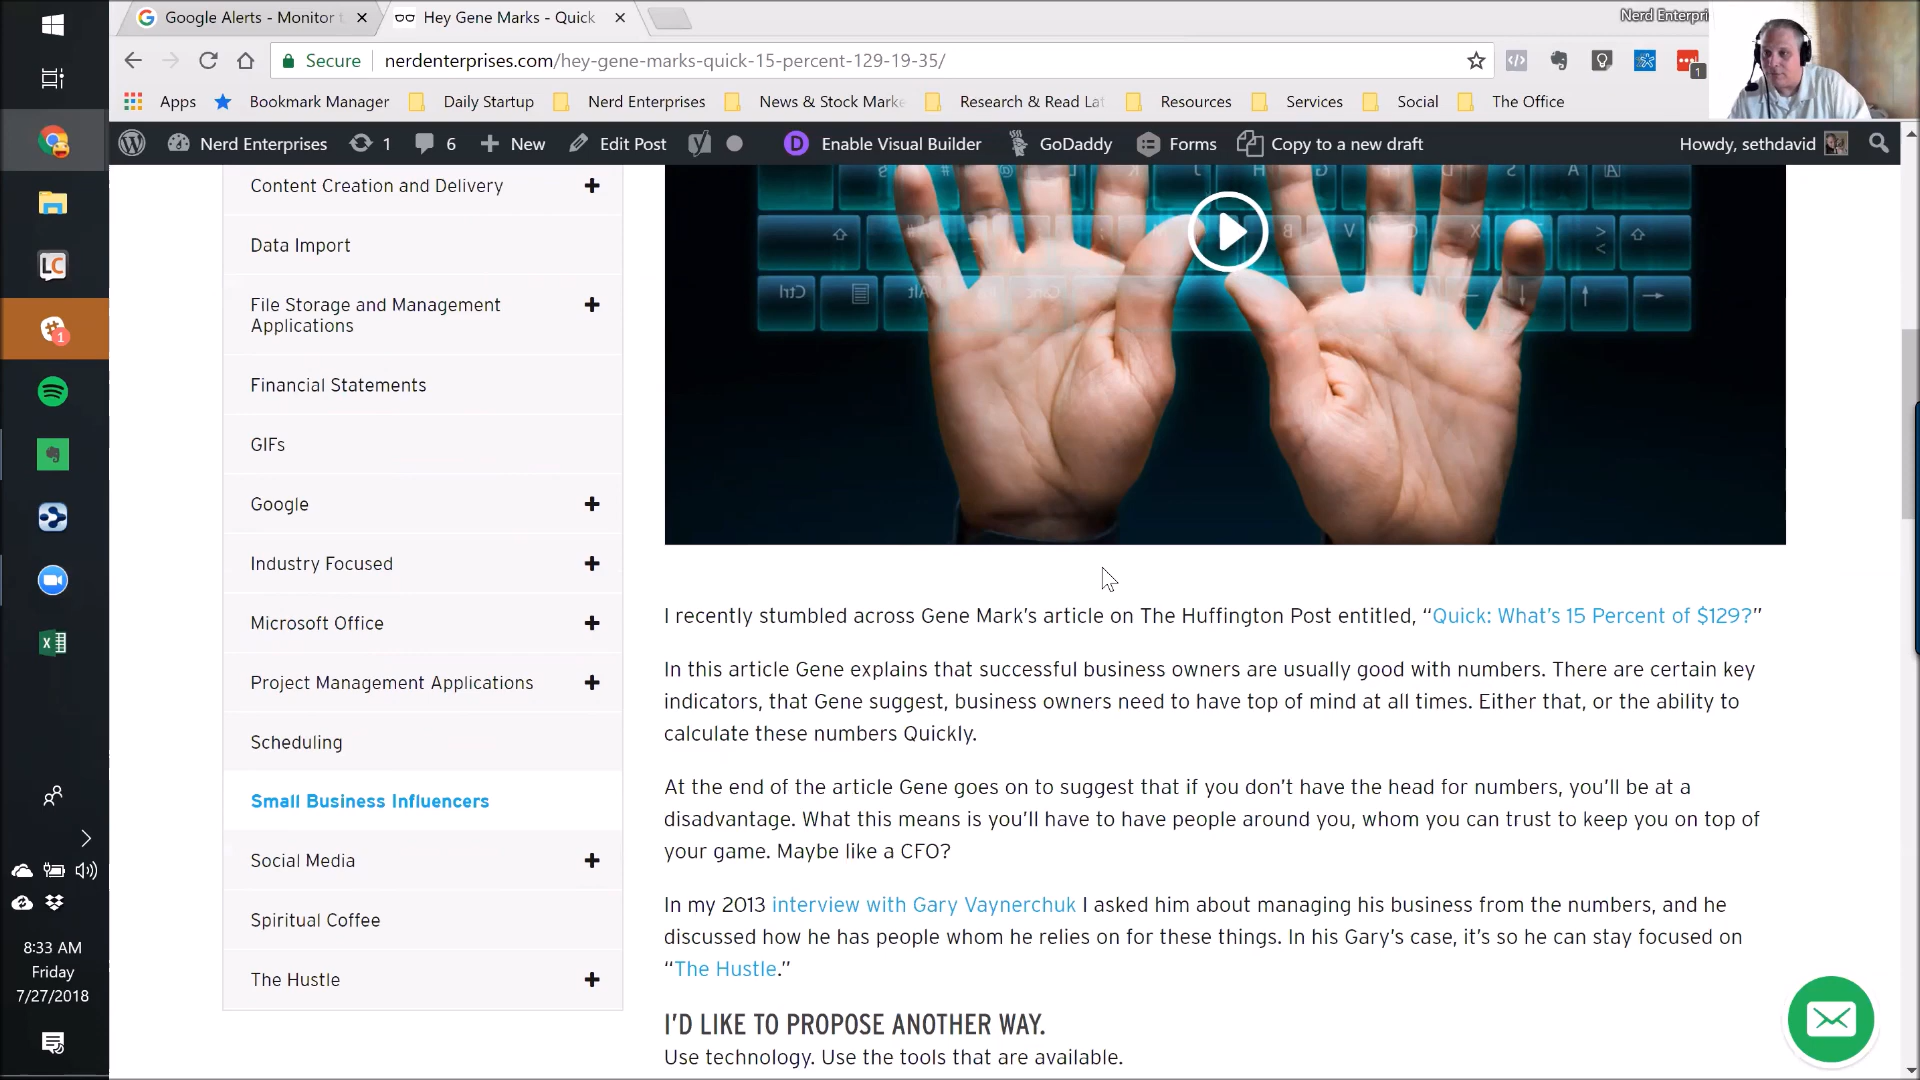 Google Alerts - Monitor
Hey Gene Marks - Quick
Nerd Enterpri
Secure
nerdenterprises.com/hey-gene-marks-quick-15-percent-129-19-35/
1
Apps
Bookmark Manager
Daily Startup
Nerd Enterprises
News & Stock Marke
Research & Read Lat
Resources
Services
Social
The Office
Nerd Enterprises
1
6
New
Edit Post
Enable Visual Builder
GoDaddy
Forms
Copy to a new draft
Howdy, sethdavid
Content Creation and Delivery
Data Import
File Storage and Management
Applications
Financial Statements
GIFs
Google
Industry Focused
Microsoft Office
Project Management Applications
Scheduling
Small Business Influencers
Social Media
Spiritual Coffee
The Hustle
Ctrl
I recently stumbled across Gene Mark's article on The Huffington Post entitled, “Quick: What's 15 Percent of $129?”
In this article Gene explains that successful business owners are usually good with numbers. There are certain key
indicators, that Gene suggest, business owners need to have top of mind at all times. Either that, or the ability to
calculate these numbers Quickly.
At the end of the article Gene goes on to suggest that if you don't have the head for numbers, you'll be at a
disadvantage. What this means is you'll have to have people around you, whom you can trust to keep you on top of
your game. Maybe like a CFO?
In my 2013 interview with Gary Vaynerchuk I asked him about managing his business from the numbers, and he
discussed how he has people whom he relies on for these things. In his Gary's case, it's so he can stay focused on
“The Hustle.”
I'D LIKE TO PROPOSE ANOTHER WAY.
Use technology. Use the tools that are available.
LC
1
8:33 AM
Friday
7/27/2018